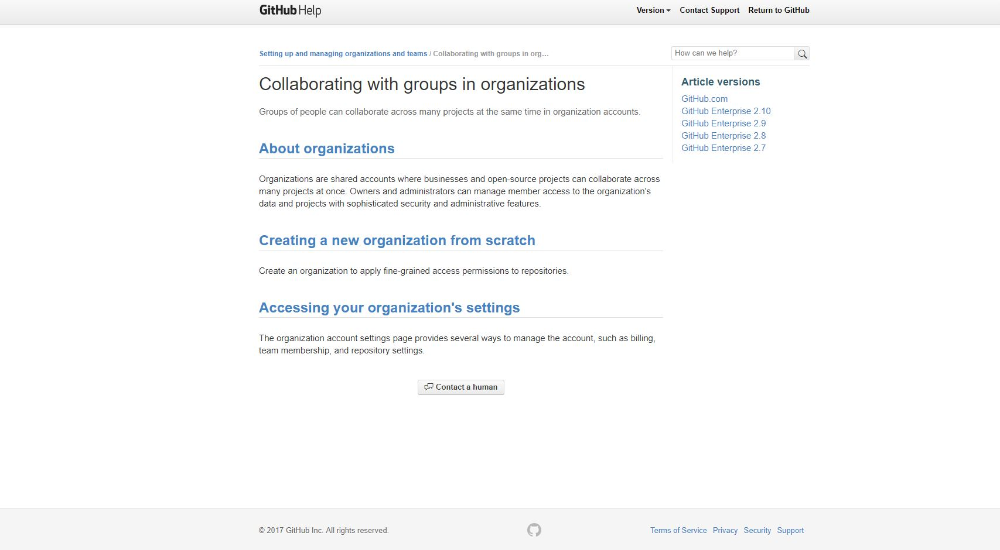 GitHub Help
Version Contact Support Return to GitHub
Setting up and managing organizations and teams / Collaborating with groups in org…
How can we help?
Collaborating with groups in organizations
Groups of people can collaborate across many projects at the same time in organization accounts.
About organizations
Organizations are shared accounts where businesses and open-source projects can collaborate across
many projects at once. Owners and administrators can manage member access to the organization's
data and projects with sophisticated security and administrative features.
Creating a new organization from scratch
Create an organization to apply fine-grained access permissions to repositories.
Accessing your organization's settings
The organization account settings page provides several ways to manage the account, such as billing,
team membership, and repository settings.
Contact a human
Article versions
GitHub.com
GitHub Enterprise 2.10
GitHub Enterprise 2.9
GitHub Enterprise 2.8
GitHub Enterprise 2.7
© 2017 GitHub Inc. All rights reserved.
Terms of Service Privacy Security Support